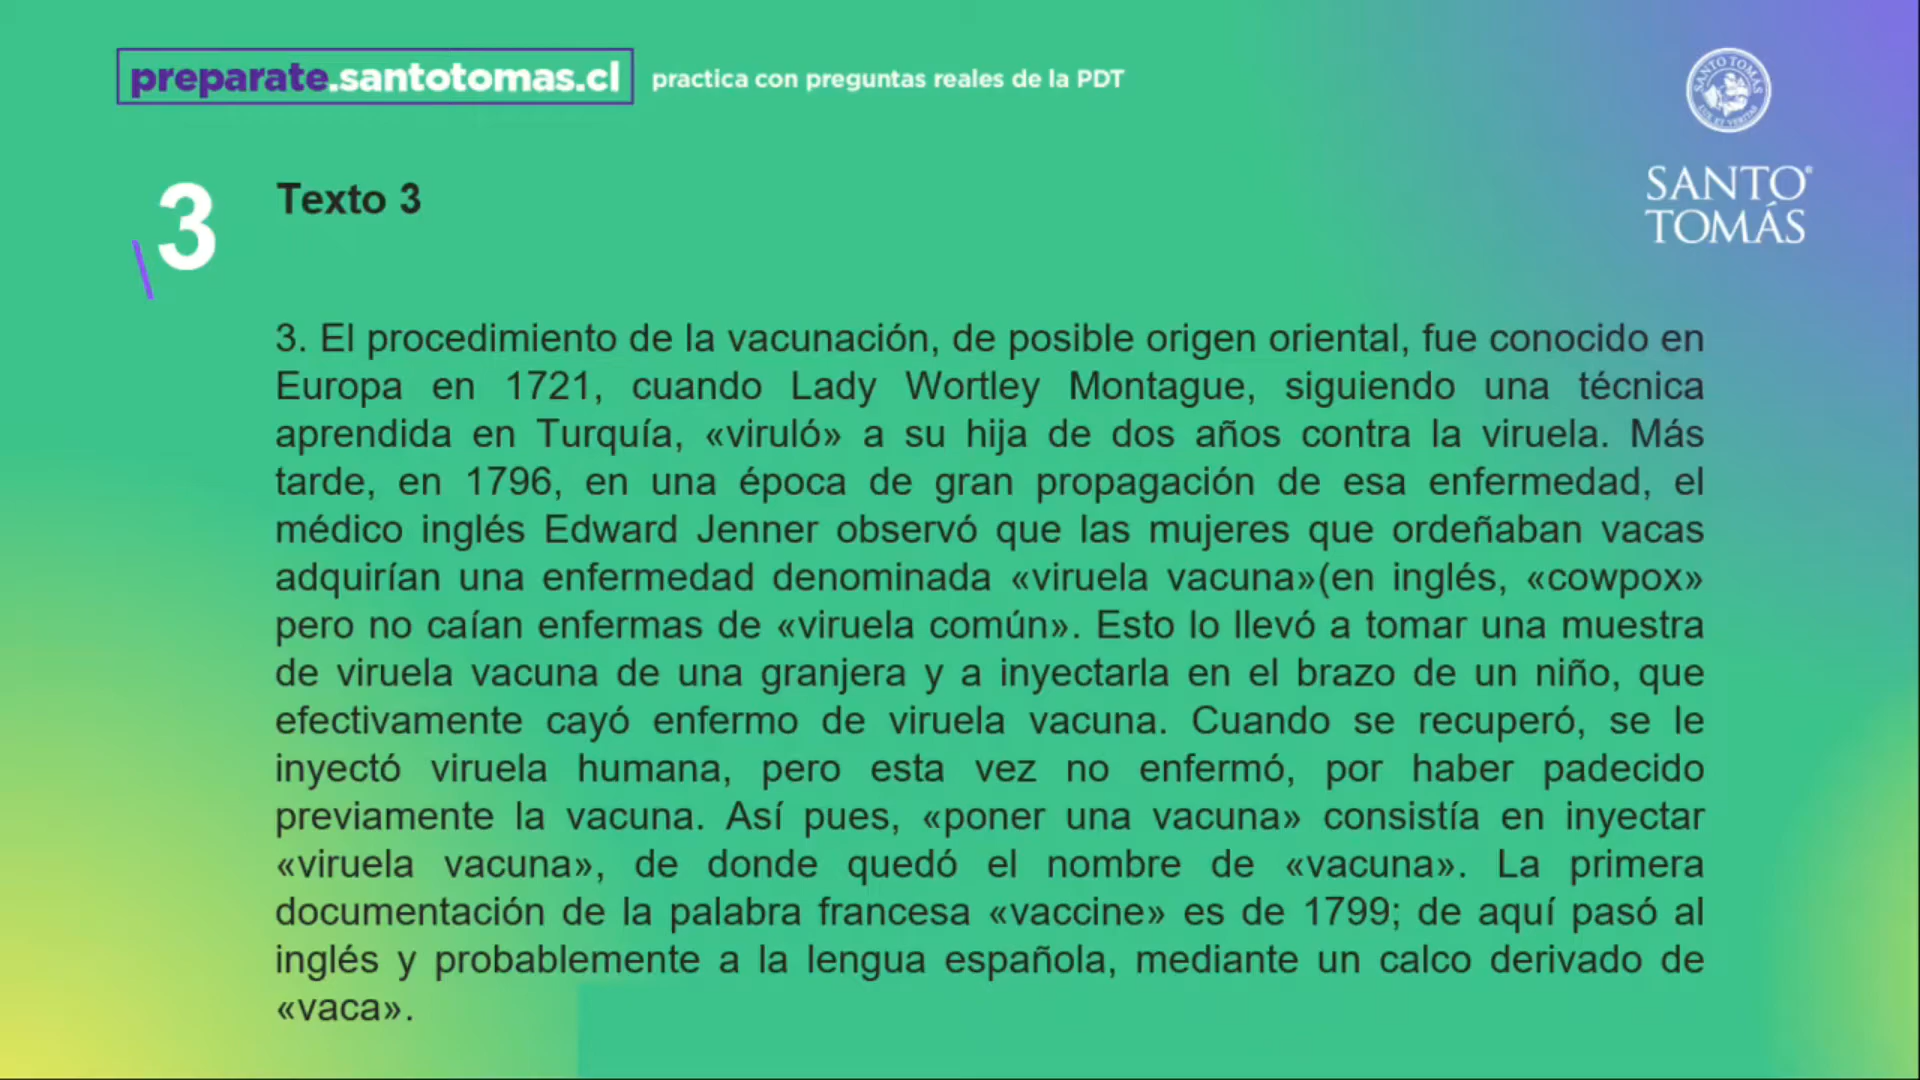 preparate.santotomas.cl practica con preguntas reales de la PDT
SANTO TOMÁS
SANTO
TOMÁS
3
Texto 3
3. El procedimiento de la vacunación, de posible origen oriental, fue conocido en
Europa en 1721, cuando Lady Wortley Montague, siguiendo una técnica
aprendida en Turquía, «viruló» a su hija de dos años contra la viruela. Más
tarde, en 1796, en una época de gran propagación de esa enfermedad, el
médico inglés Edward Jenner observó que las mujeres que ordeñaban vacas
adquirían una enfermedad denominada «viruela vacuna»(en inglés, «cowpox»
pero no caían enfermas de «viruela común». Esto lo llevó a tomar una muestra
de viruela vacuna de una granjera y a inyectarla en el brazo de un niño, que
efectivamente cayó enfermo de viruela vacuna. Cuando se recuperó, se le
inyectó viruela humana, pero esta vez no enfermó, por haber padecido
previamente la vacuna. Así pues, «poner una vacuna» consistía en inyectar
«viruela vacuna», de donde quedó el nombre de «vacuna». La primera
documentación de la palabra francesa «vaccine» es de 1799; de aquí pasó al
inglés y probablemente a la lengua española, mediante un calco derivado de
«vaca».